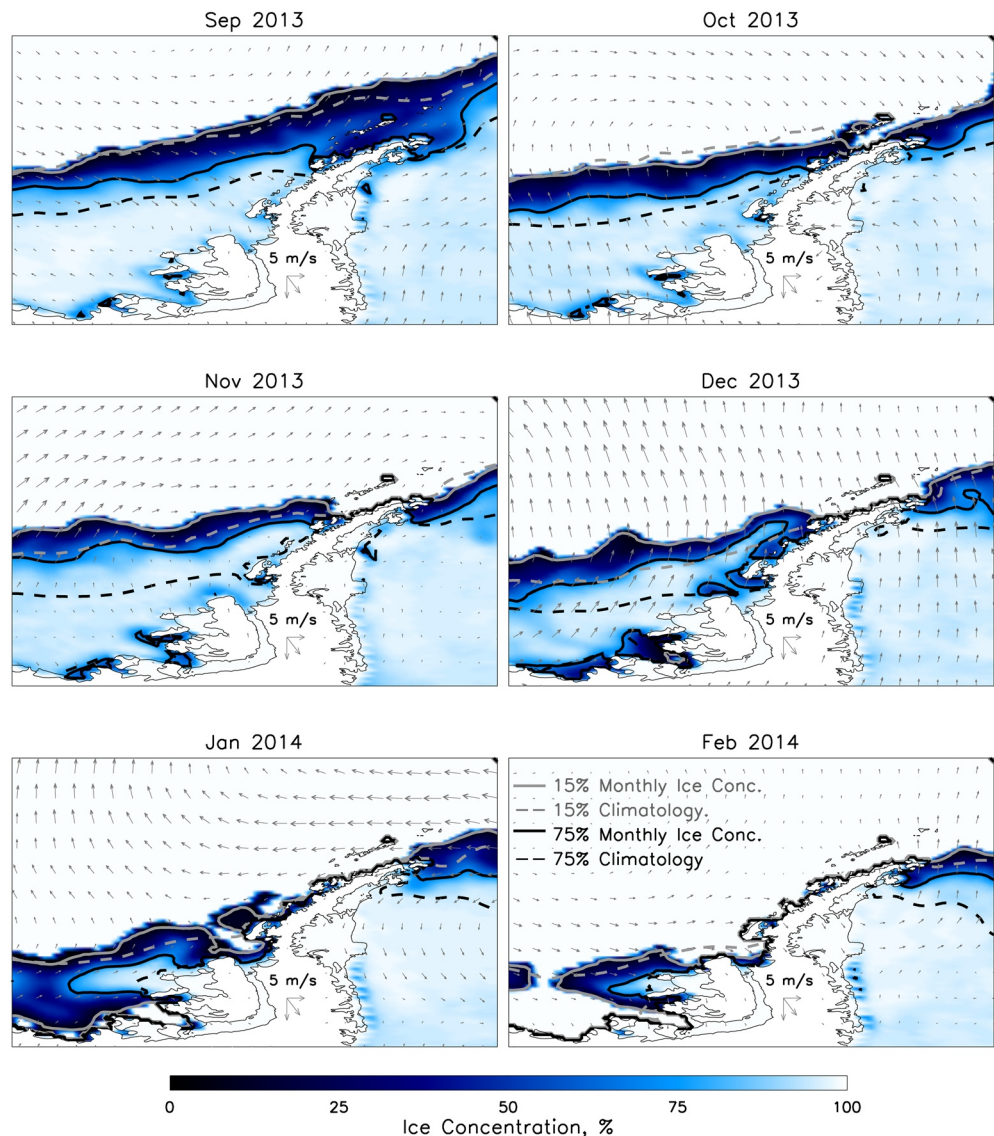 Sep 2013
Oct 2013
5 m/s
5 m/s
Nov 2013
Dec 2013
5 m/s
5 m/s
Jan 2014
Feb 2014
15% Monthly Ice Conc.
15% Climatology.
75% Monthly Ice Conc.
75% Climatology
5 m/s
5 m/s
0 25 50 75 100
Ice Concentration, %